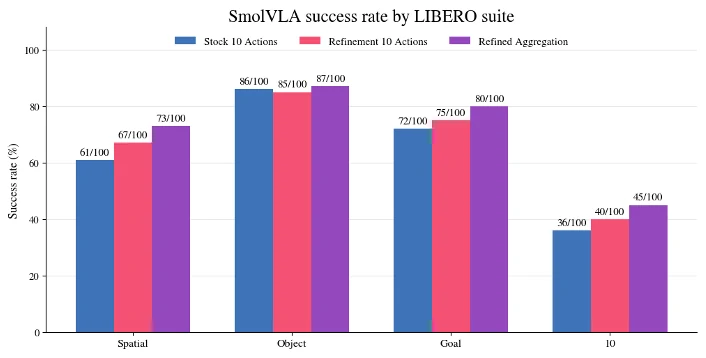 SmolVLA success rate by LIBERO suite
Stock 10 Actions Refinement 10 Actions Refined Aggregation
Success rate (%)
100
80
60
40
20
0
61/100 67/100 73/100
86/100 85/100 87/100
72/100 75/100 80/100
36/100 40/100 45/100
Spatial Object Goal 10